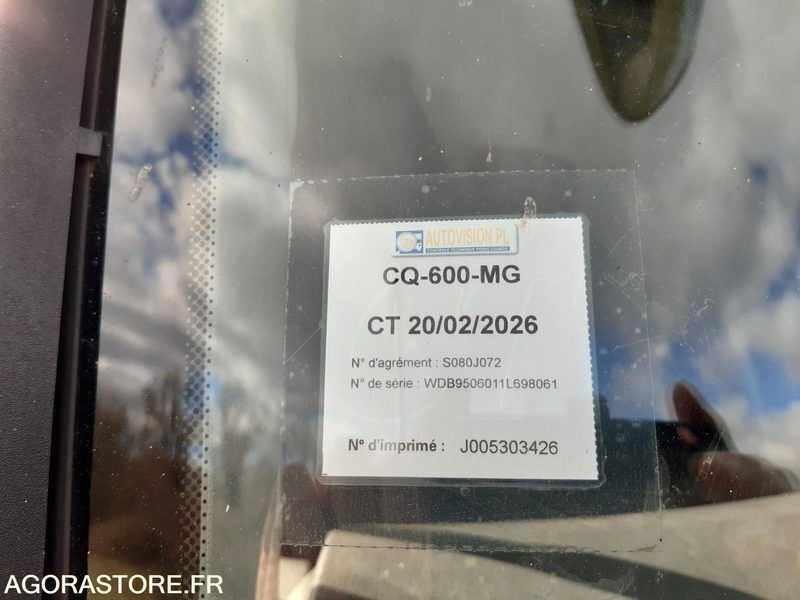 AUTOVISION PL
CONTROLE TECHNIQUE POIDS LOURDS
CQ-600-MG
CT 20/02/2026
N° d'agrément : S080J072
N° de série : WDB9506011L698061
N° d'imprimé : J005303426
AGORASTORE.FR